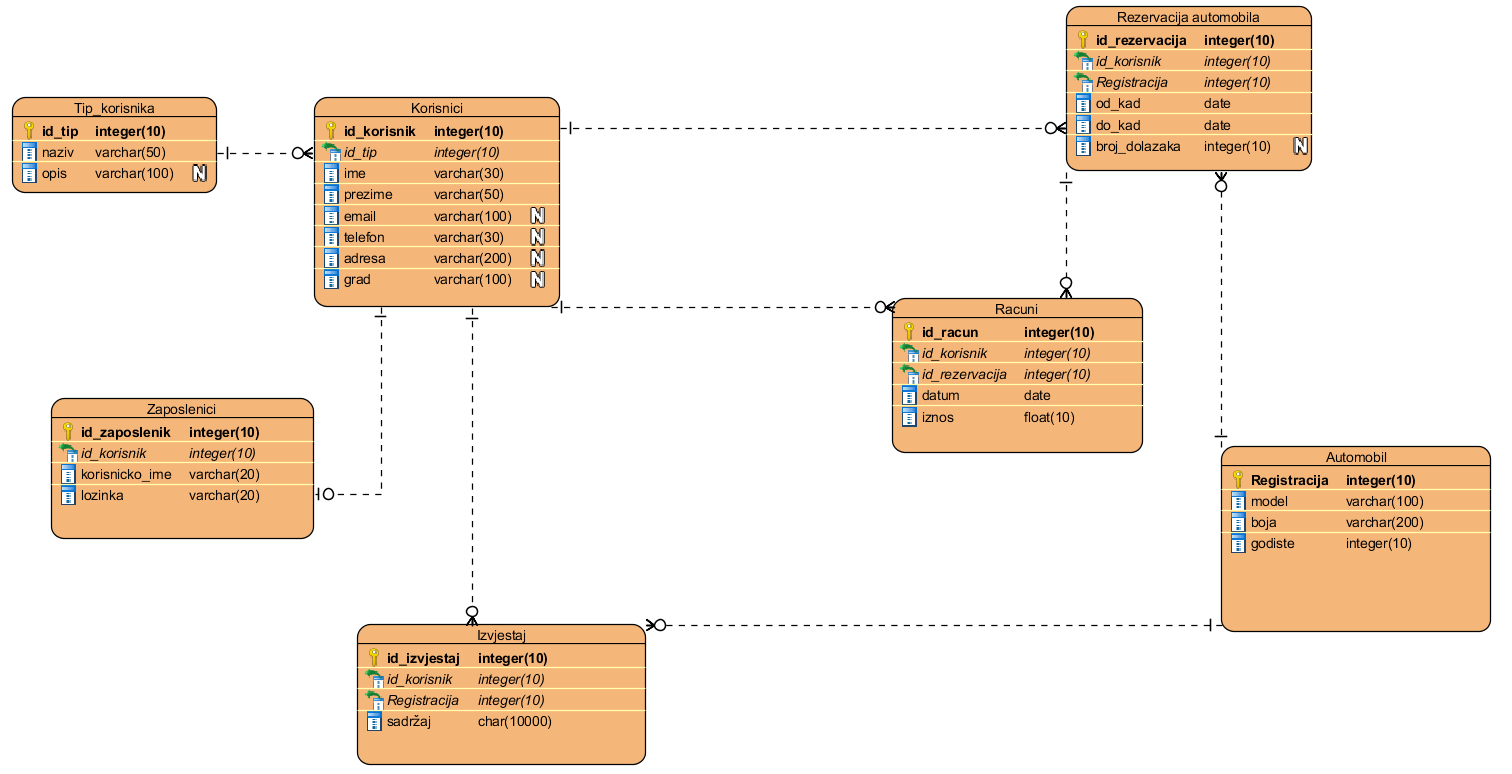 Tip_korisnika
id_tip integer(10)
naziv varchar(50)
opis varchar(100) N
Korisnici
id_korisnik integer(10)
id_tip integer(10)
ime varchar(30)
prezime varchar(50)
email varchar(100) N
telefon varchar(30) N
adresa varchar(200) N
grad varchar(100) N
Rezervacija automobila
id_rezervacija integer(10)
id_korisnik integer(10)
Registracija integer(10)
od_kad date
do_kad date
broj_dolazaka integer(10) N
Racuni
id_racun integer(10)
id_korisnik integer(10)
id_rezervacija integer(10)
datum date
iznos float(10)
Zaposlenici
id_zaposlenik integer(10)
id_korisnik integer(10)
korisnicko_ime varchar(20)
lozinka varchar(20)
Automobil
Registracija integer(10)
model varchar(100)
boja varchar(200)
godiste integer(10)
Izvjestaj
id_izvjestaj integer(10)
id_korisnik integer(10)
Registracija integer(10)
sadržaj char(10000)